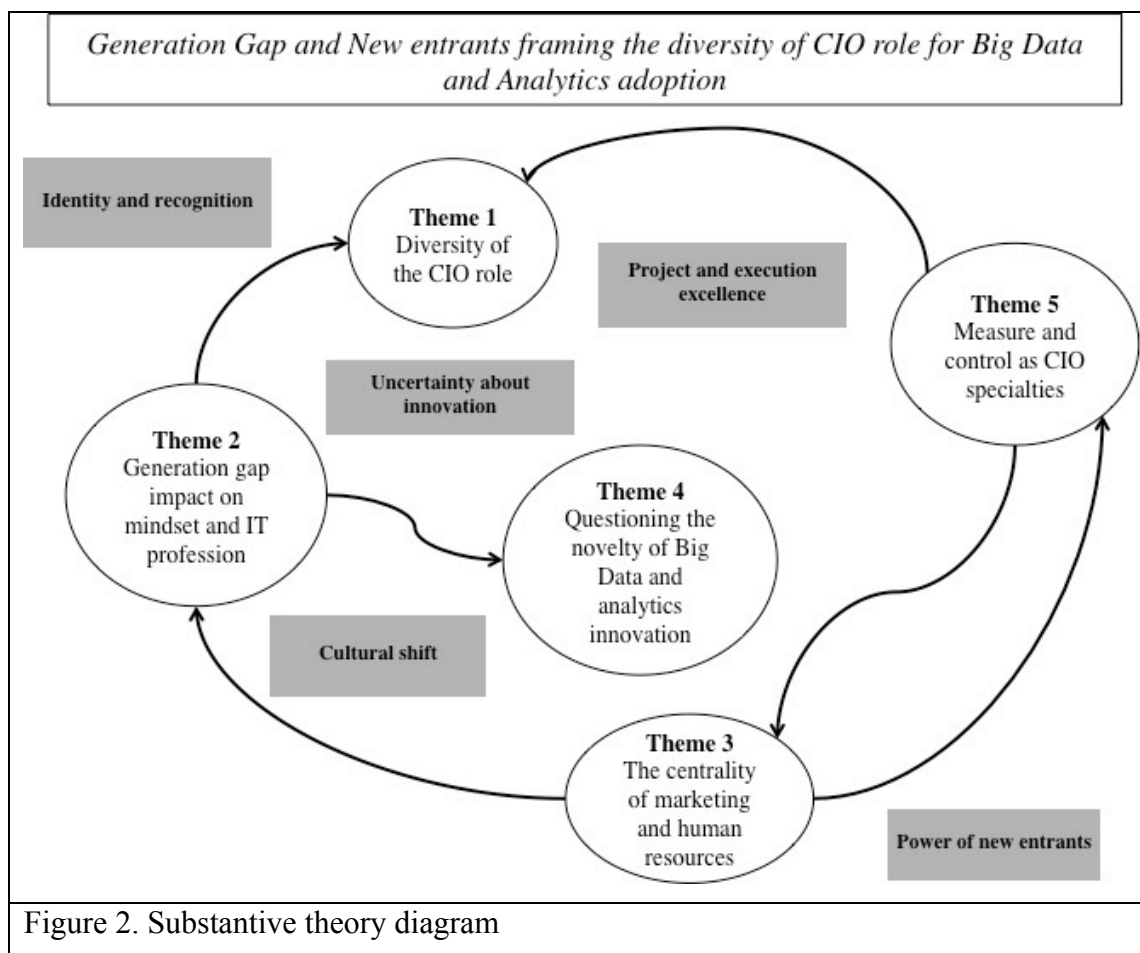 Generation Gap and New entrants framing the diversity of CIO role for Big Data
and Analytics adoption
Identity and recognition
Theme 1
Diversity of
the CIO role
Project and execution
excellence
Theme 5
Measure and
control as CIO
specialties
Uncertainty about
innovation
Theme 2
Generation gap
impact on
mindset and IT
profession
Theme 4
Questioning the
novelty of Big
Data and
analytics
innovation
Cultural shift
Theme 3
The centrality
of marketing
and human
resources
Power of new entrants
Figure 2. Substantive theory diagram